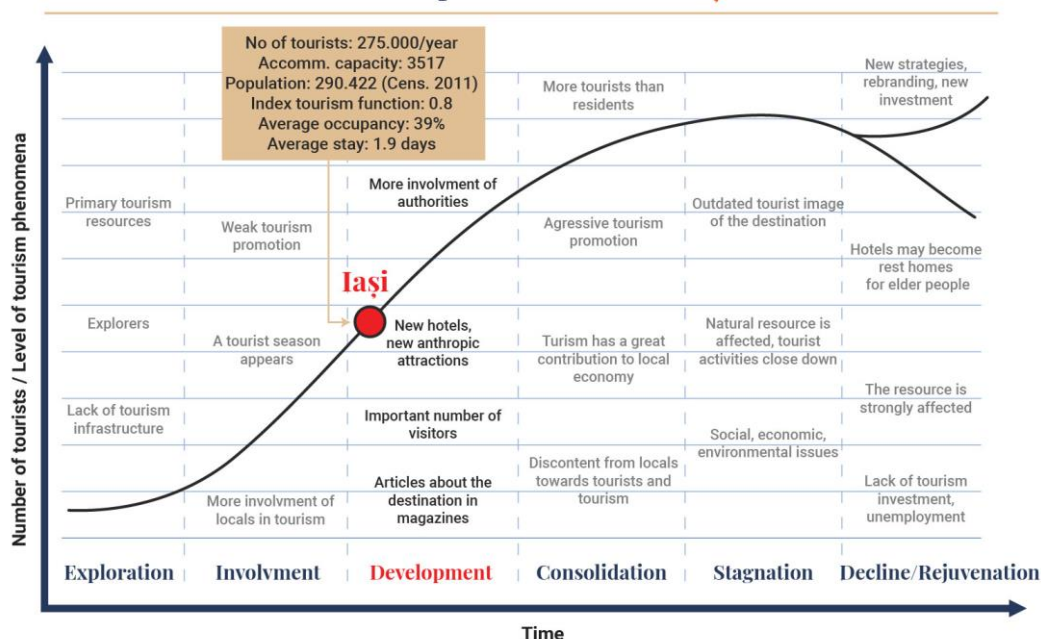 No of tourists: 275.000/year
Accomm. capacity: 3517
Population: 290.422 (Cens. 2011)
Index tourism function: 0.8
Average occupancy: 39%
Average stay: 1.9 days
Number of tourists / Level of tourism phenomena
Primary tourism
resources
Explorers
Lack of tourism
infrastructure
Weak tourism
promotion
A tourist season
appears
More involvment of
locals in tourism
More involvment of
authorities
Iași
New hotels,
new anthropic
attractions
Important number of
visitors
Articles about the
destination in
magazines
More tourists than
residents
Agressive tourism
promotion
Turism has a great
contribution to local
economy
Discontent from locals
towards tourists and
tourism
Outdated tourist image
of the destination
Natural resource is
affected, tourist
activities close down
Social, economic,
environmental issues
New strategies,
rebranding, new
investment
Hotels may become
rest homes
for elder people
The resource is
strongly affected
Lack of tourism
investment,
unemployment
Exploration
Involvment
Development
Consolidation
Stagnation
Decline/Rejuvenation
Time